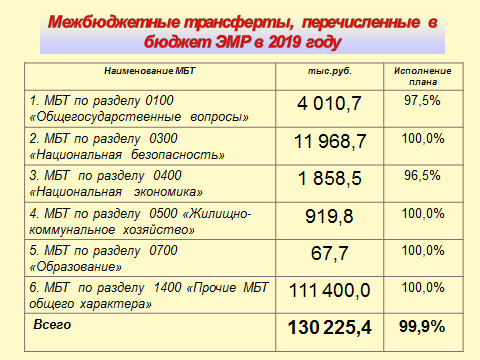 Межбюджетные трансферты, перечисленные в
бюджет ЭМР в 2019 году
Наименование МБТ тыс.руб. Исполнение
плана
1. МБТ по разделу 0100
«Общегосударственные вопросы» 4 010,7 97,5%
2. МБТ по разделу 0300
«Национальная безопасность» 11 968,7 100,0%
3. МБТ по разделу 0400
«Национальная экономика» 1 858,5 96,5%
4. МБТ по разделу 0500 «Жилищно-
коммунальное хозяйство» 919,8 100,0%
5. МБТ по разделу 0700
«Образование» 67,7 100,0%
6. МБТ по разделу 1400 «Прочие МБТ
общего характера» 111 400,0 100,0%
Всего 130 225,4 99,9%